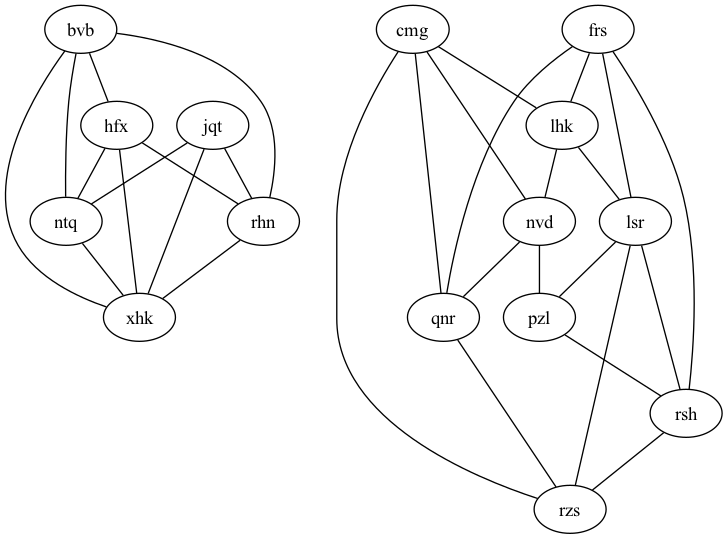 bvb
cmg
frs
hfx
jqt
lhk
ntq
rhn
nvd
lsr
xhk
qnr
pzl
rsh
rzs